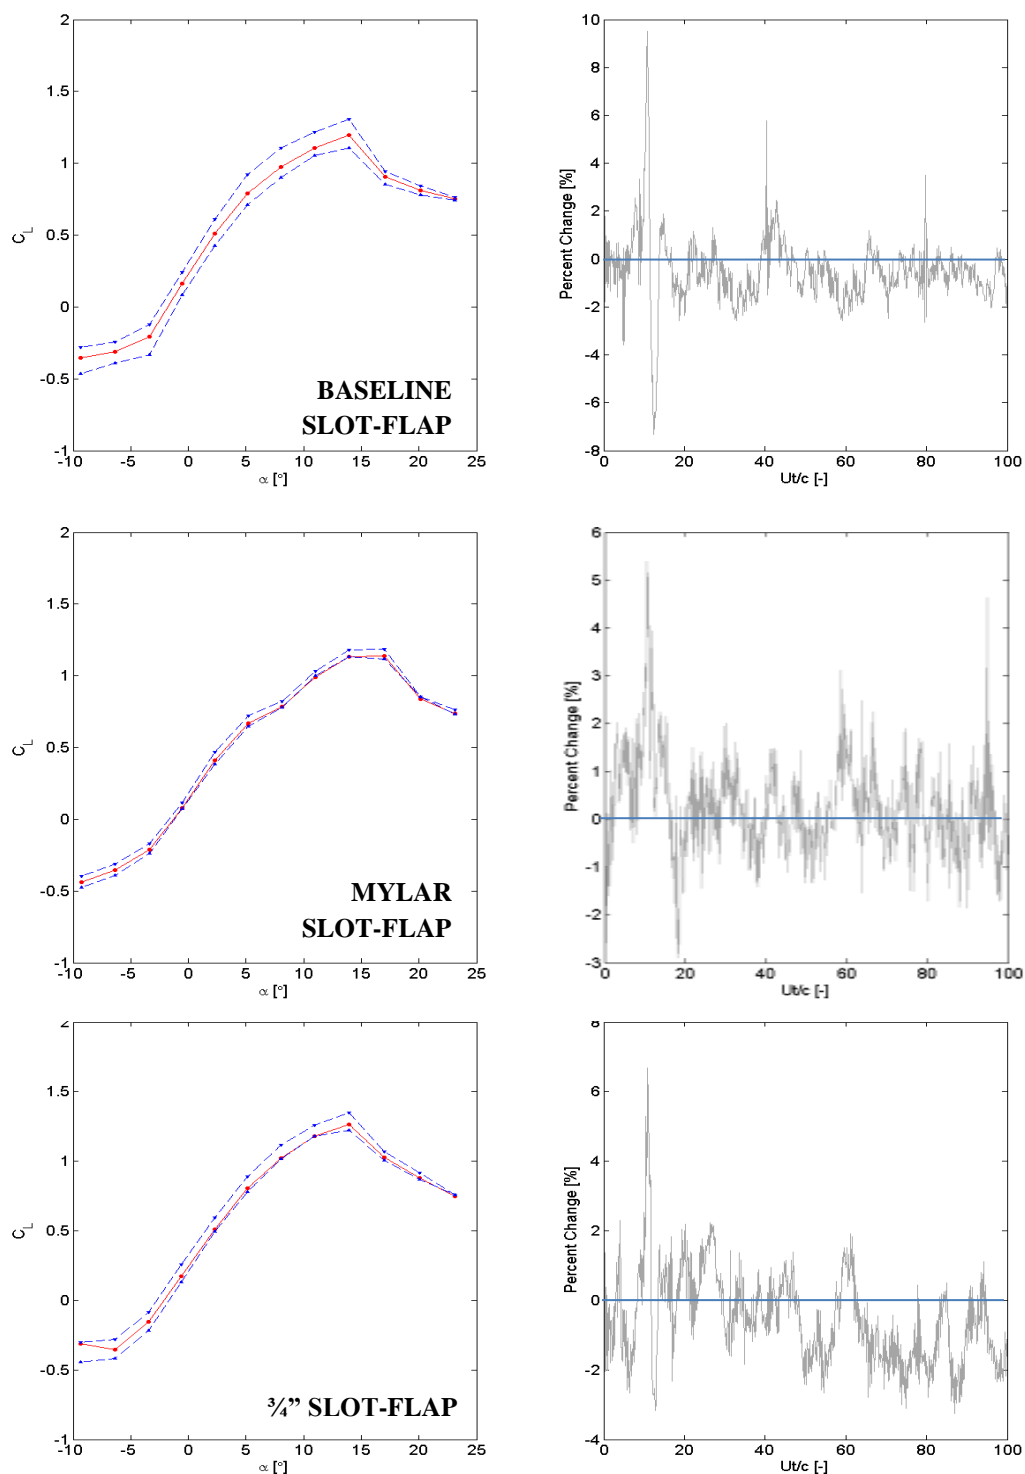 2
1.5
1
0.5
0
-0.5
-1
C_L
-10 -5 0 5 10 15 20 25
α [°]
BASELINE
SLOT-FLAP
10
8
6
4
2
0
-2
-4
-6
-8
Percent Change [%]
0 20 40 60 80 100
Ut/c [-]
2
1.5
1
0.5
0
-0.5
-1
C_L
-10 -5 0 5 10 15 20 25
α [°]
MYLAR
SLOT-FLAP
6
5
4
3
2
1
0
-1
-2
-3
Percent Change [%]
0 20 40 60 80 100
Ut/c [-]
2
1.5
1
0.5
0
-0.5
-1
C_L
-10 -5 0 5 10 15 20 25
α [°]
¾” SLOT-FLAP
8
6
4
2
0
-2
-4
Percent Change [%]
0 20 40 60 80 100
Ut/c [-]